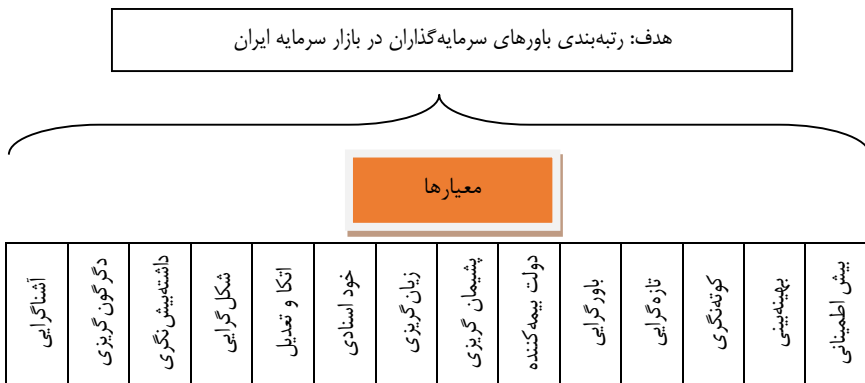 هدف: رتبه‌بندی باورهای سرمایه‌گذاران در بازار سرمایه ایران
معیارها
بیش اطمینانی
بهینه‌بینی
کوته‌نگری
تازه‌گرایی
باورگرایی
دولت بیمه‌کننده
پشیمان گریزی
زیان‌گریزی
خود اسنادی
اتکا و تعدیل
شکل‌گرایی
داشته‌بیش‌نگری
دگرگون‌گریزی
آشناگرایی